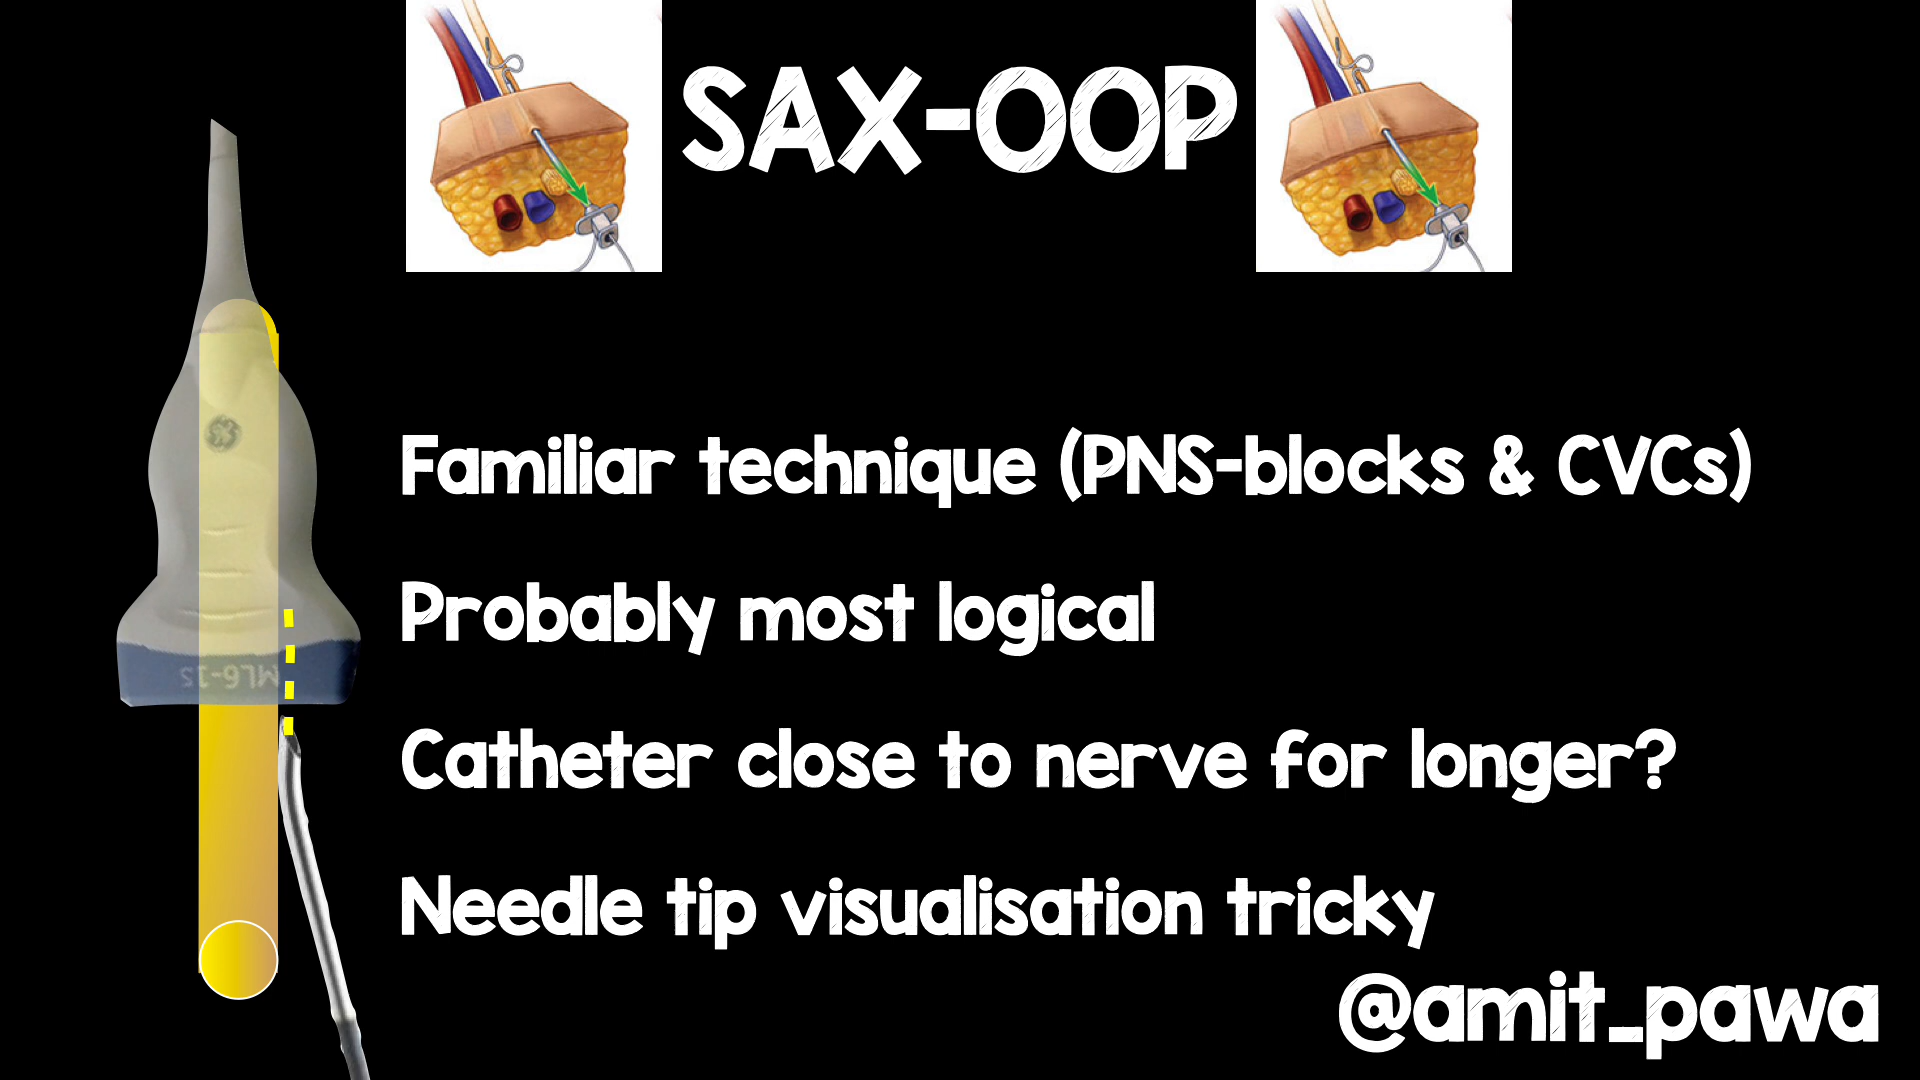 SAX-OOP
Familiar technique (PNS-blocks & CVCs)
Probably most logical
ML6-15
Catheter close to nerve for longer?
Needle tip visualisation tricky
@amit_pawa